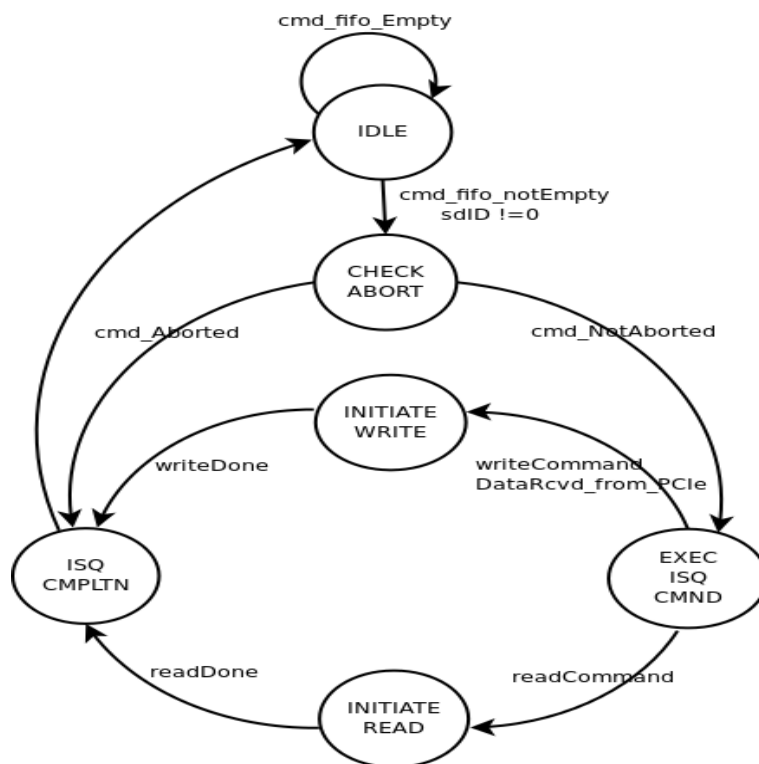 cmd_fifo_Empty
IDLE
cmd_fifo_notEmpty
sdID !=0
CHECK
ABORT
cmd_Aborted
cmd_NotAborted
INITIATE
WRITE
writeDone
writeCommand
DataRcvd_from_PCIe
ISQ
CMPLTN
EXEC
ISQ
CMND
readDone
readCommand
INITIATE
READ